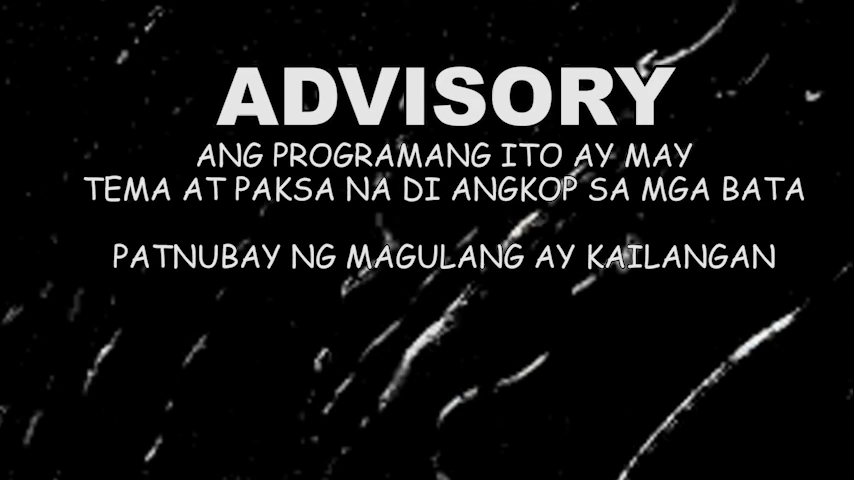 ADVISORY
ANG PROGRAMANG ITO AY MAY
TEMA AT PAKSA NA DI ANGKOP SA MGA BATA
PATNUBAY NG MAGULANG AY KAILANGAN